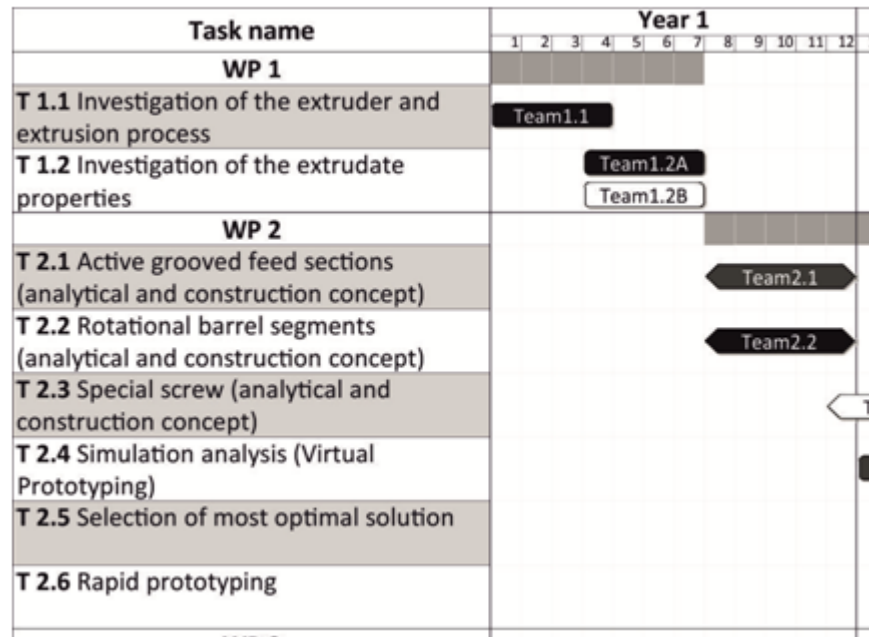 Task name
Year 1
1 2 3 4 5 6 7 8 9 10 11 12
WP 1
T 1.1 Investigation of the extruder and
extrusion process
Team1.1
T 1.2 Investigation of the extrudate
properties
Team1.2A
Team1.2B
WP 2
T 2.1 Active grooved feed sections
(analytical and construction concept)
Team2.1
T 2.2 Rotational barrel segments
(analytical and construction concept)
Team2.2
T 2.3 Special screw (analytical and
construction concept)
T 2.4 Simulation analysis (Virtual
Prototyping)
T 2.5 Selection of most optimal solution
T 2.6 Rapid prototyping